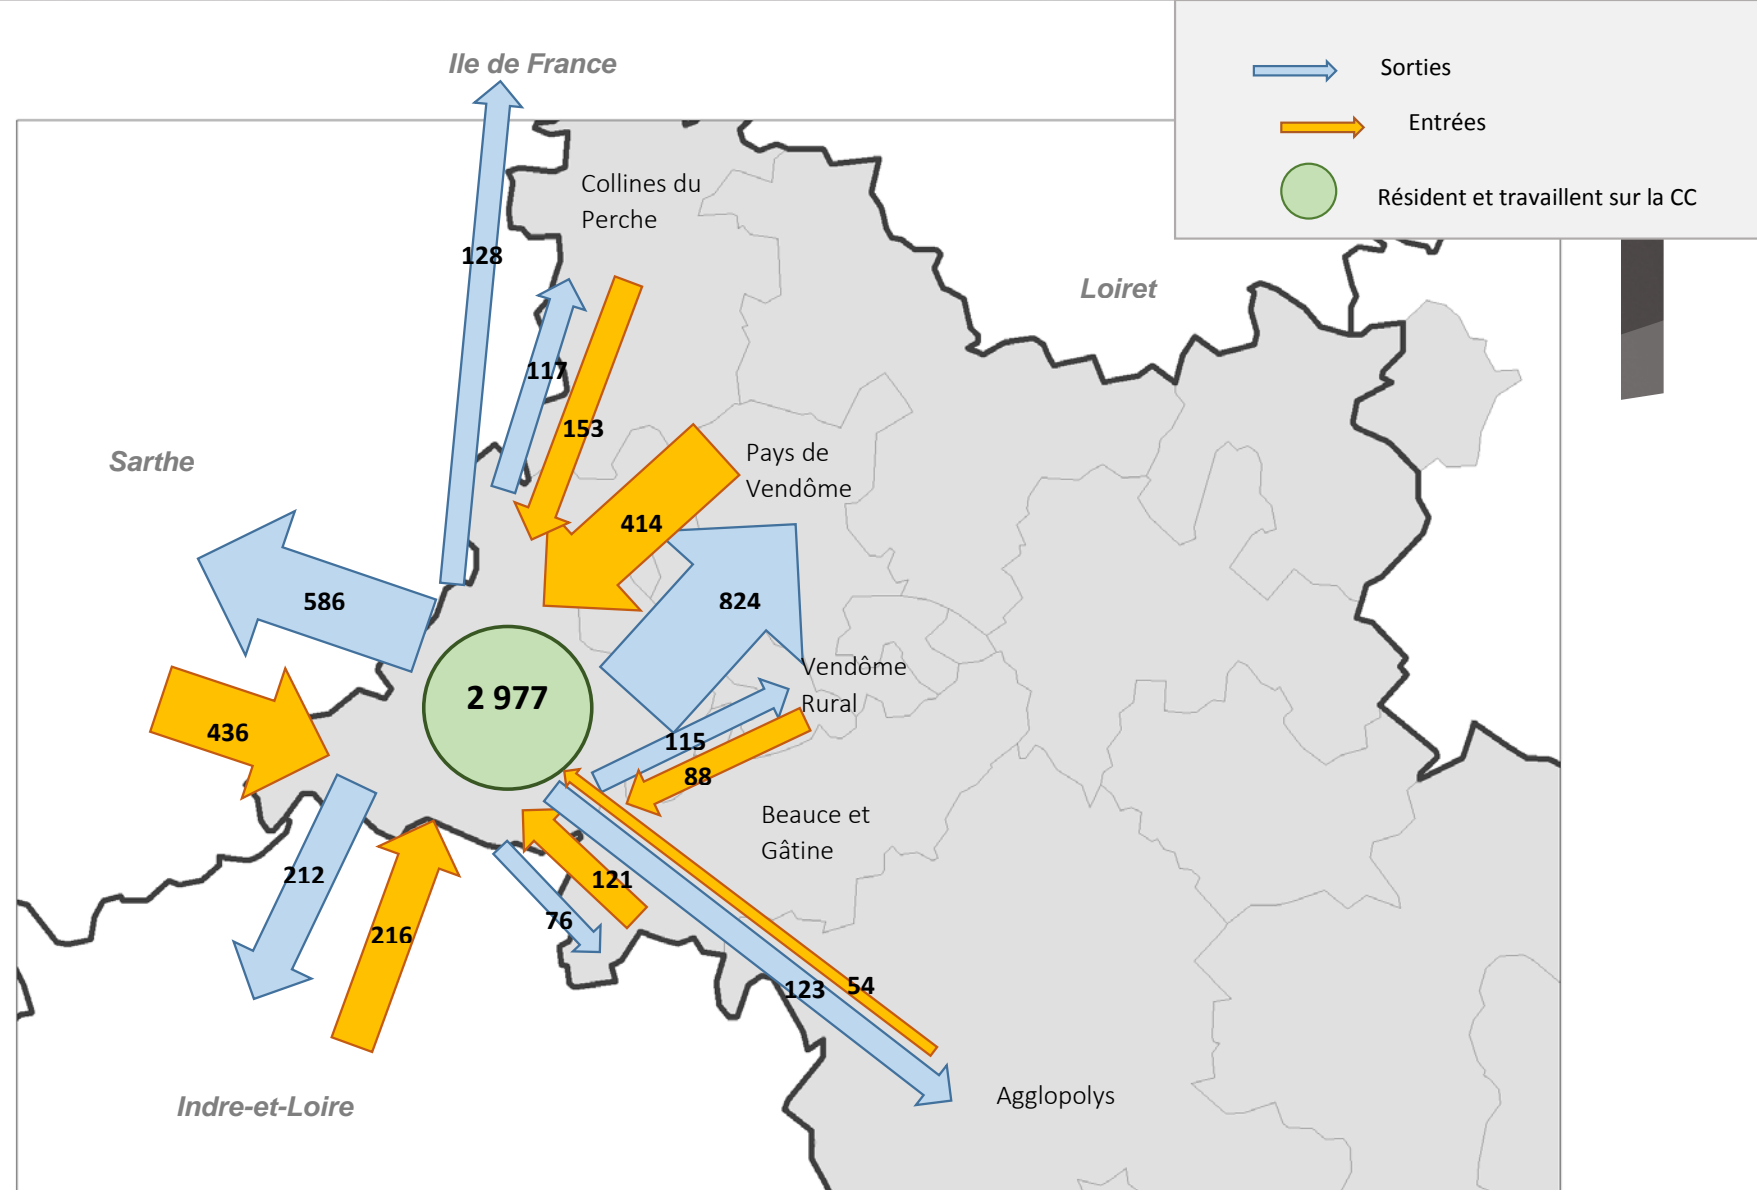 Ile de France
Sorties
Entrées
Résident et travaillent sur la CC
Collines du
Perche
128
Loiret
117
153
Sarthe
Pays de
Vendôme
414
586
824
Vendôme
Rural
2 977
436
115
88
Beauce et
Gâtine
212
121
76
216
123
54
Agglopolys
Indre-et-Loire